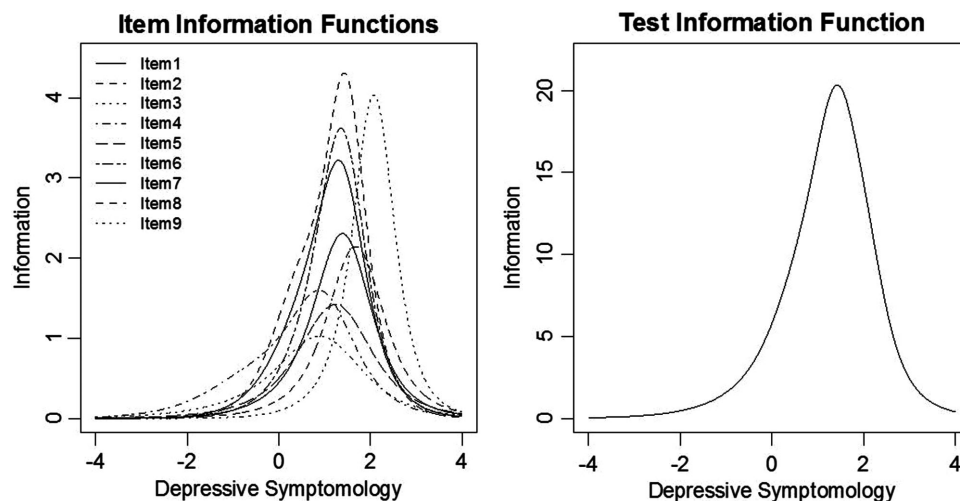 Item Information Functions
Item1
Item2
Item3
Item4
Item5
Item6
Item7
Item8
Item9
Information
0 1 2 3 4
-4 -2 0 2 4
Depressive Symptomology
Test Information Function
Information
0 5 10 15 20
-4 -2 0 2 4
Depressive Symptomology